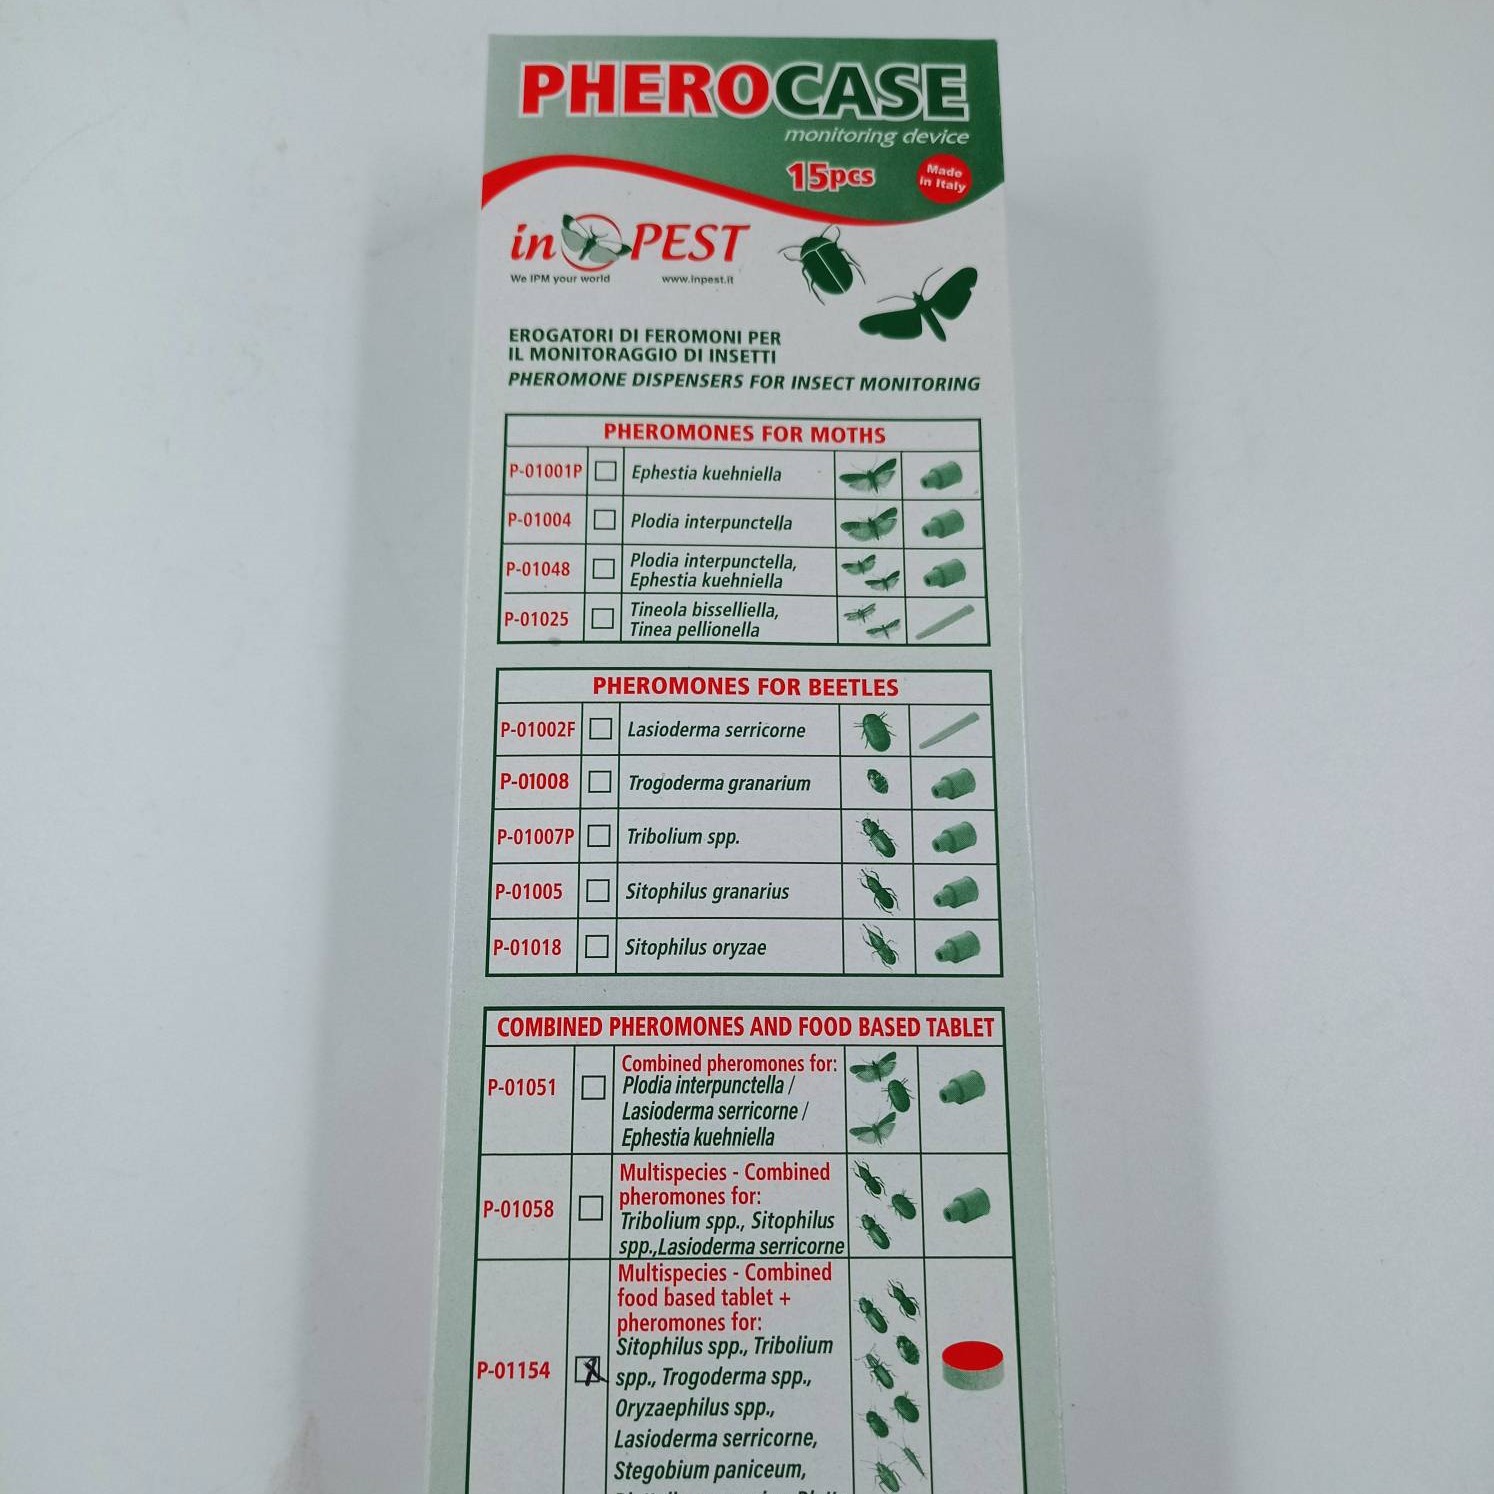 PHEROCASE
monitoring device
15pcs
Made
in Italy
in PEST
We IPM your world www.inpest.it
EROGATORI DI FEROMONI PER
IL MONITORAGGIO DI INSETTI
PHEROMONE DISPENSERS FOR INSECT MONITORING
PHEROMONES FOR MOTHS
P-01001P Ephestia kuehniella
P-01004 Plodia interpunctella
P-01048 Plodia interpunctella,
Ephestia kuehniella
P-01025 Tineola bisselliella,
Tinea pellionella
PHEROMONES FOR BEETLES
P-01002F Lasioderma serricorne
P-01008 Trogoderma granarium
P-01007P Tribolium spp.
P-01005 Sitophilus granarius
P-01018 Sitophilus oryzae
COMBINED PHEROMONES AND FOOD BASED TABLET
P-01051 Combined pheromones for:
Plodia interpunctella /
Lasioderma serricorne /
Ephestia kuehniella
P-01058 Multispecies - Combined
pheromones for:
Tribolium spp., Sitophilus
spp.,Lasioderma serricorne
P-01154 Multispecies - Combined
food based tablet +
pheromones for:
Sitophilus spp., Tribolium
spp., Trogoderma spp.,
Oryzaephilus spp.,
Lasioderma serricorne,
Stegobium paniceum,